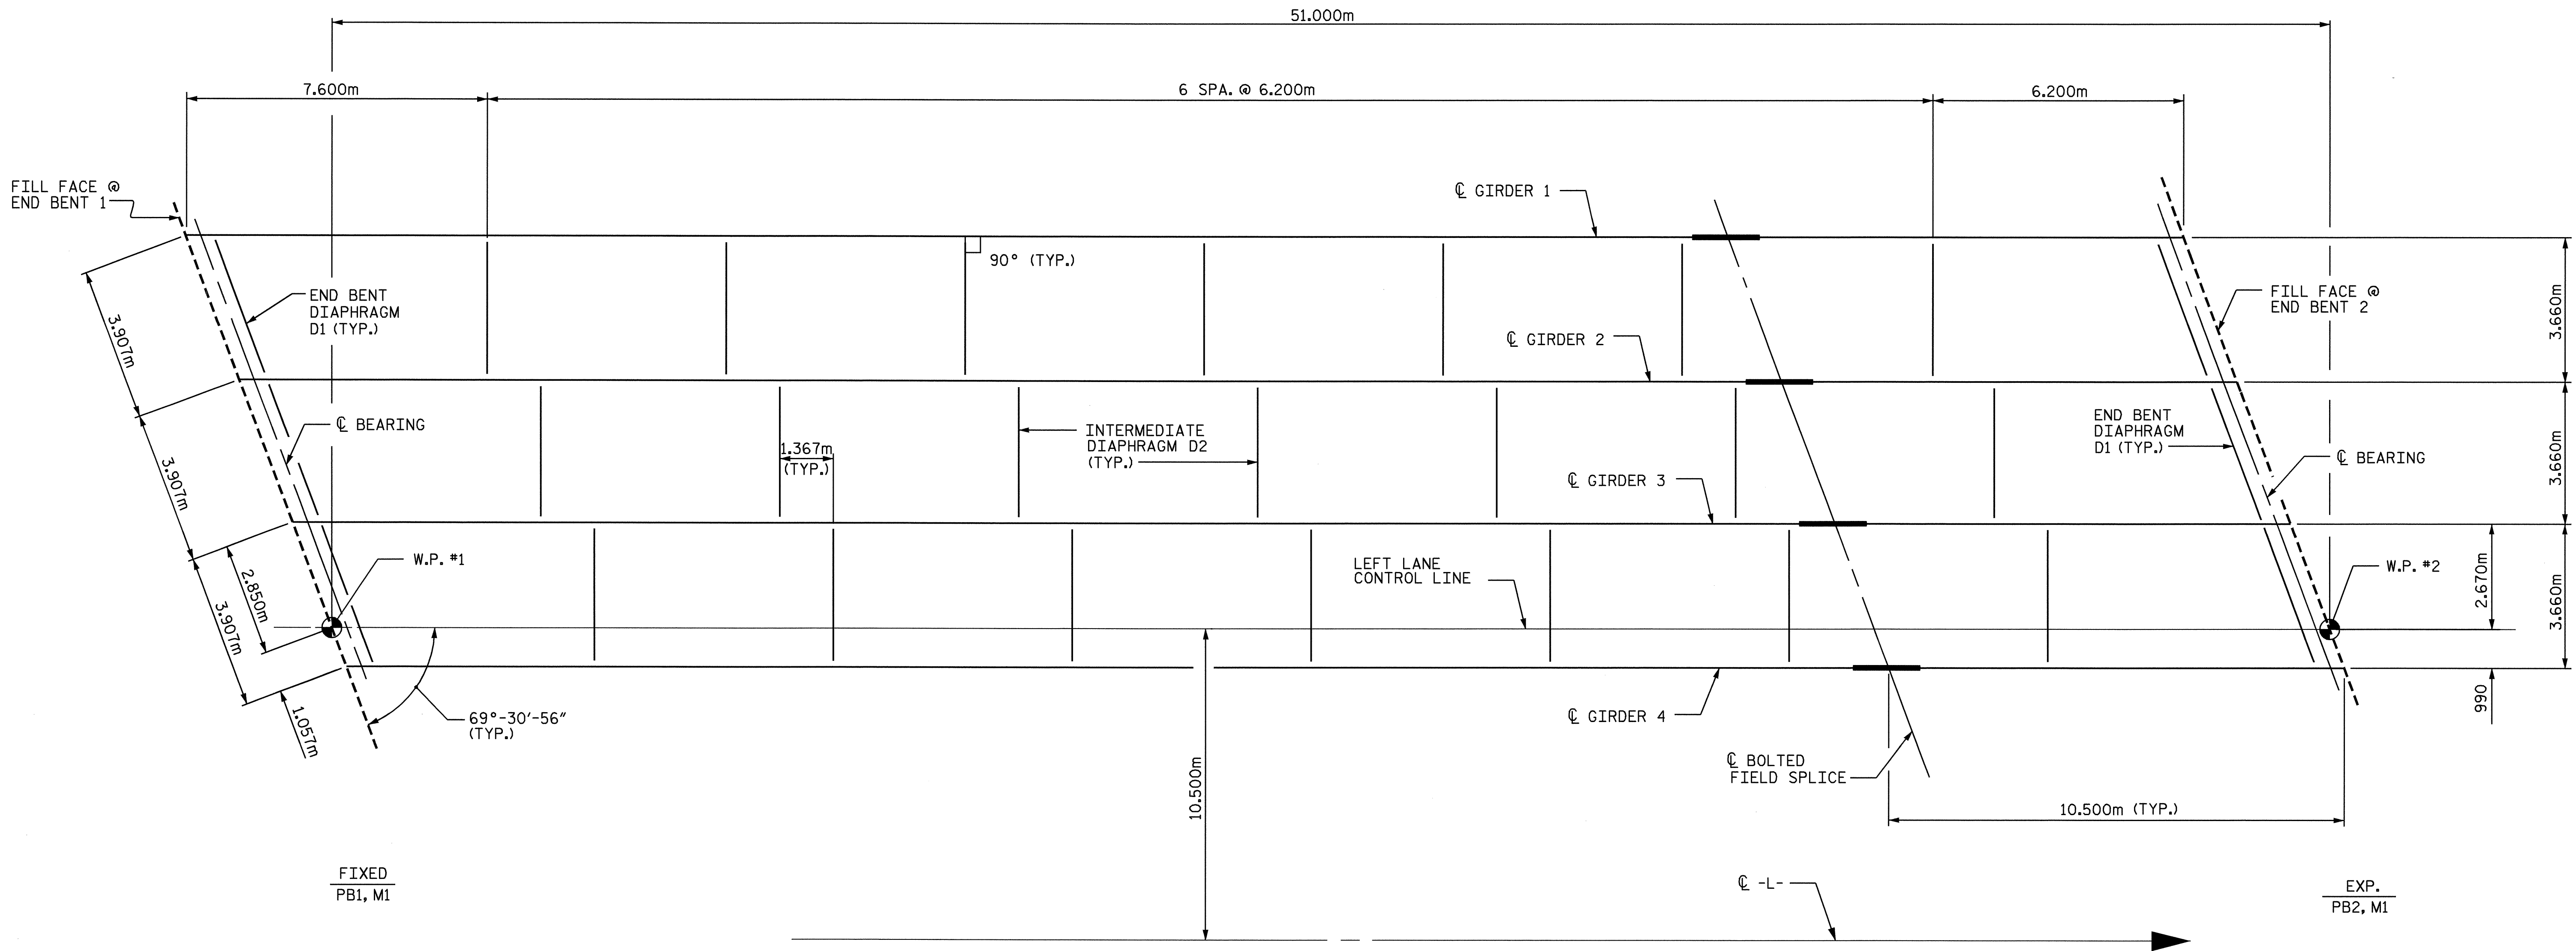 51.000m
7.600m
6 SPA. @ 6.200m
6.200m
FILL FACE @
END BENT 1
℄ GIRDER 1
90° (TYP.)
END BENT
DIAPHRAGM
D1 (TYP.)
FILL FACE @
END BENT 2
3.660m
3.907m
℄ GIRDER 2
℄ BEARING
1.367m
(TYP.)
INTERMEDIATE
DIAPHRAGM D2
(TYP.)
END BENT
DIAPHRAGM
D1 (TYP.)
℄ BEARING
3.660m
3.907m
℄ GIRDER 3
W.P. #1
LEFT LANE
CONTROL LINE
W.P. #2
2.670m
3.660m
2.850m
3.907m
1.057m
69°-30'-56"
(TYP.)
℄ GIRDER 4
990
℄ BOLTED
FIELD SPLICE
10.500m
10.500m (TYP.)
FIXED
PB1, M1
℄ -L-
EXP.
PB2, M1